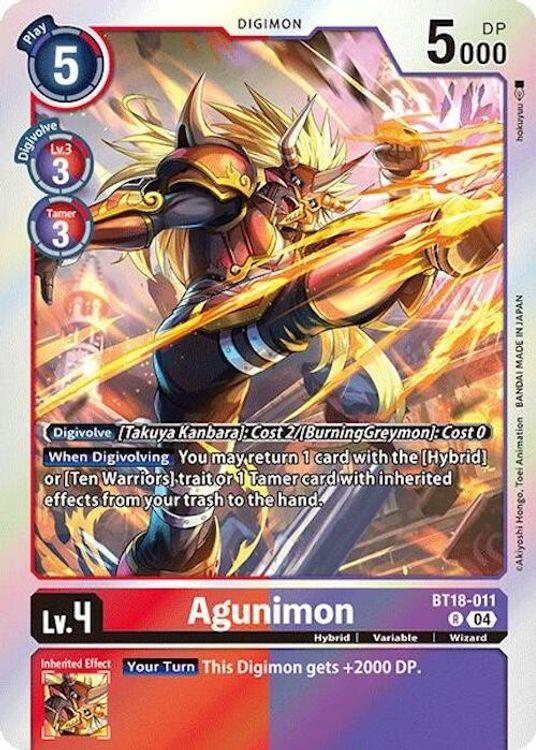 DIGIMON
Play
5
DP
5000
Digivolve
Lv.3
3
Tamer
3
hokuyuu
©Akiyoshi Hongo, Toei Animation BANDAI MADE IN JAPAN
Digivolve [Takuya Kanbara]: Cost 2/[BurningGreymon]: Cost 0
When Digivolving You may return 1 card with the [Hybrid]
or [Ten Warriors] trait or 1 Tamer card with inherited
effects from your trash to the hand.
Lv.4
Agunimon
BT18-011
R 04
Hybrid | Variable | Wizard
Inherited Effect
Your Turn This Digimon gets +2000 DP.